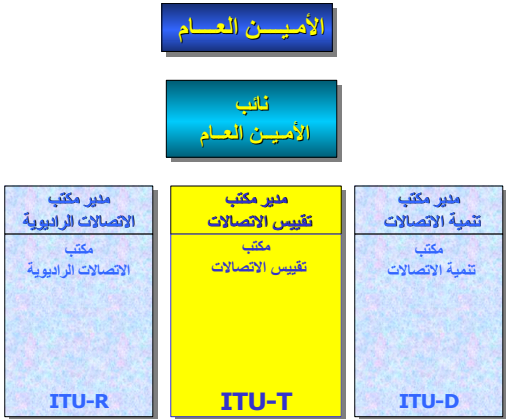 الأميـــن العـــام
نائب
الأميـن العـام
مدير مكتب
تنمية الاتصالات
مكتب
تنمية الاتصالات
ITU-D
مدير مكتب
تقييس الاتصالات
مكتب
تقييس الاتصالات
ITU-T
مدير مكتب
الاتصالات الراديوية
مكتب
الاتصالات الراديوية
ITU-R